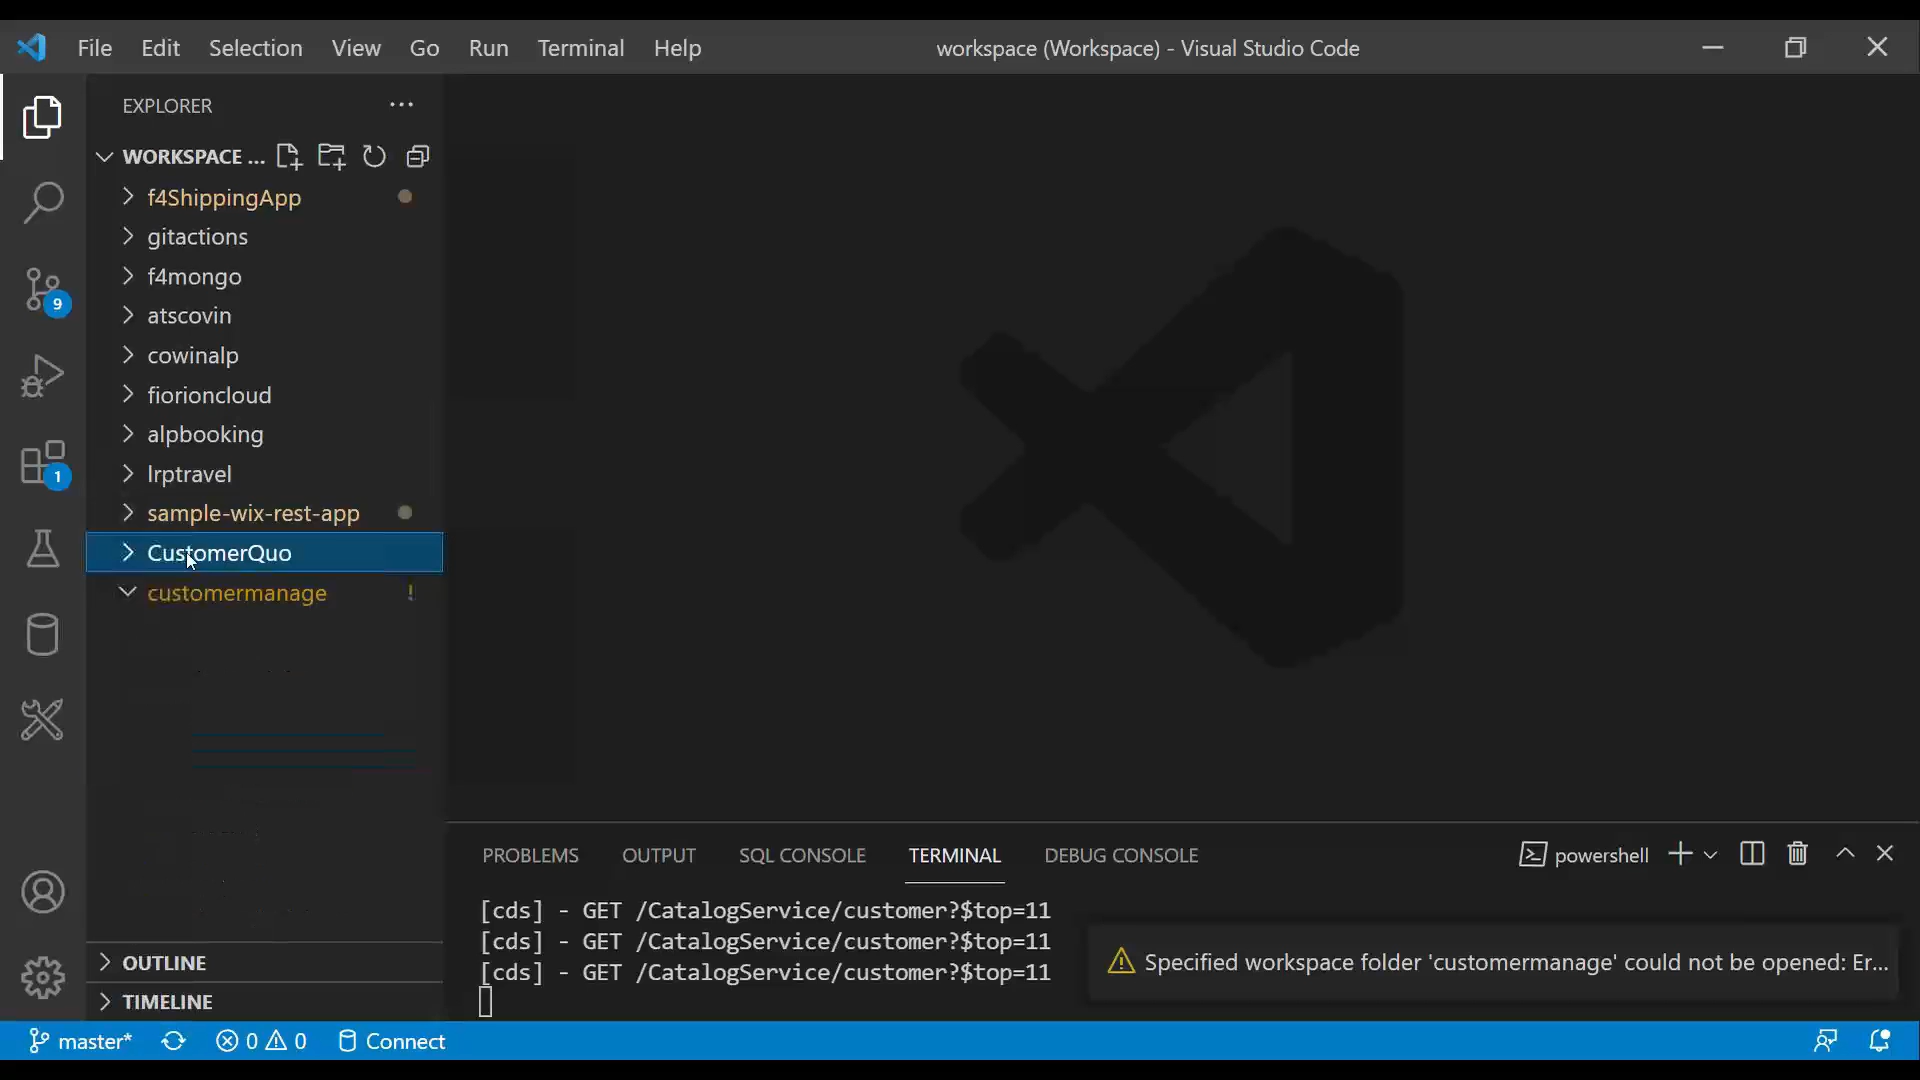 File Edit Selection View Go Run Terminal Help workspace (Workspace) - Visual Studio Code
EXPLORER
WORKSPACE ...
f4ShippingApp
gitactions
f4mongo
atscovin
cowinalp
fiorioncloud
alpbooking
lrptravel
sample-wix-rest-app
CustomerQuo
customermanage !
OUTLINE
TIMELINE
9
1
PROBLEMS OUTPUT SQL CONSOLE TERMINAL DEBUG CONSOLE powershell
[cds] - GET /CatalogService/customer?$top=11
[cds] - GET /CatalogService/customer?$top=11
[cds] - GET /CatalogService/customer?$top=11
Specified workspace folder 'customermanage' could not be opened: Er...
master* 0 0 Connect